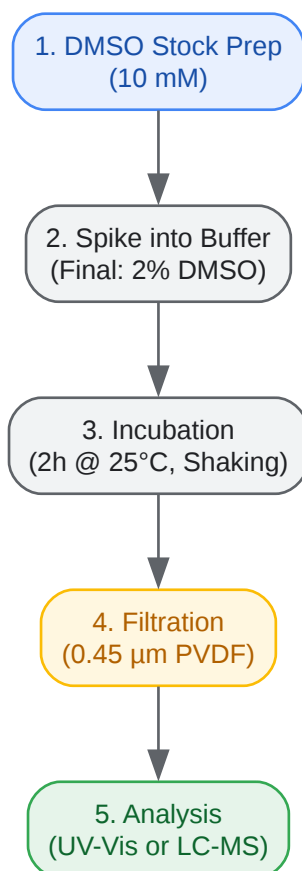 1. DMSO Stock Prep
(10 mM)
2. Spike into Buffer
(Final: 2% DMSO)
3. Incubation
(2h @ 25°C, Shaking)
4. Filtration
(0.45 µm PVDF)
5. Analysis
(UV-Vis or LC-MS)